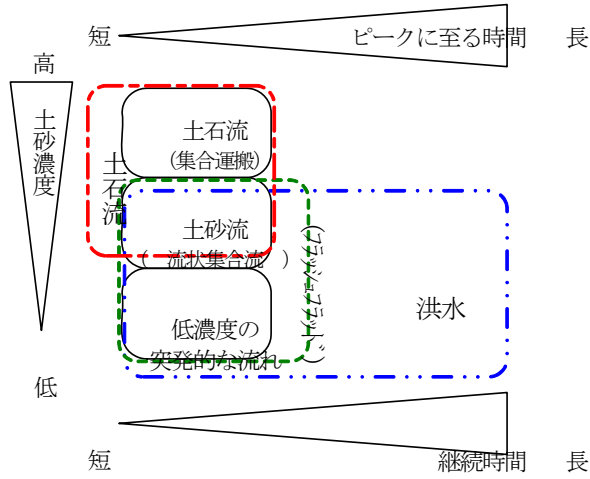 短
ピークに至る時間
長
高
土砂濃度
土石流
土石流
(集合運搬)
土砂流
(　流状集合流　)
(フラッシュフラッド)
洪水
低濃度の
突発的な流れ
低
短
継続時間
長